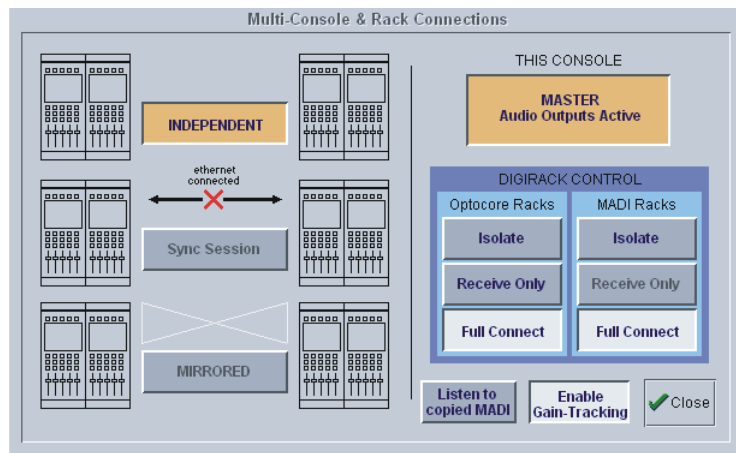 Multi-Console & Rack Connections
INDEPENDENT
ethernet
connected
Sync Session
MIRRORED
THIS CONSOLE
MASTER
Audio Outputs Active
DIGIRACK CONTROL
Optocore Racks
Isolate
Receive Only
Full Connect
MADI Racks
Isolate
Receive Only
Full Connect
Listen to
copied MADI
Enable
Gain-Tracking
Close